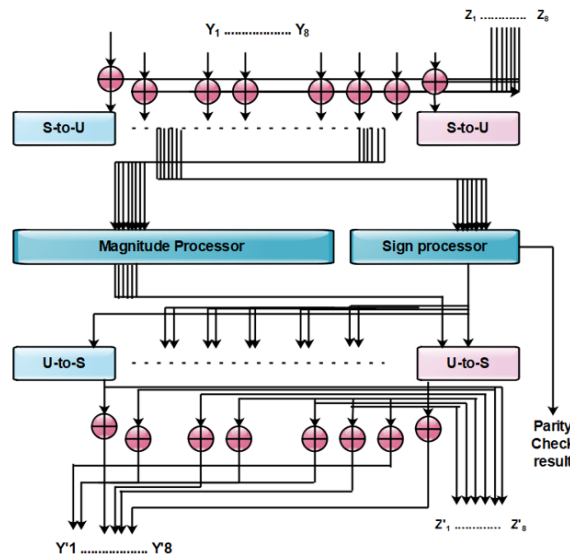 Y1 .................... Y8
Z1 ............. Z8
S-to-U
S-to-U
Magnitude Processor
Sign processor
U-to-S
U-to-S
Parity
Check
result
Y'1 ................... Y'8
Z'1 ............ Z'8